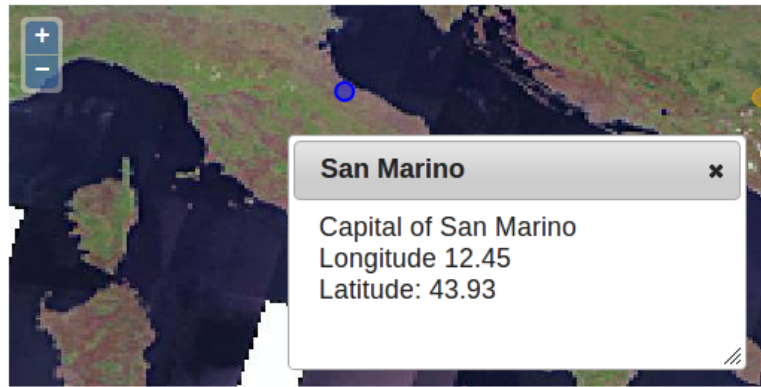 +
−
San Marino ×
Capital of San Marino
Longitude 12.45
Latitude: 43.93